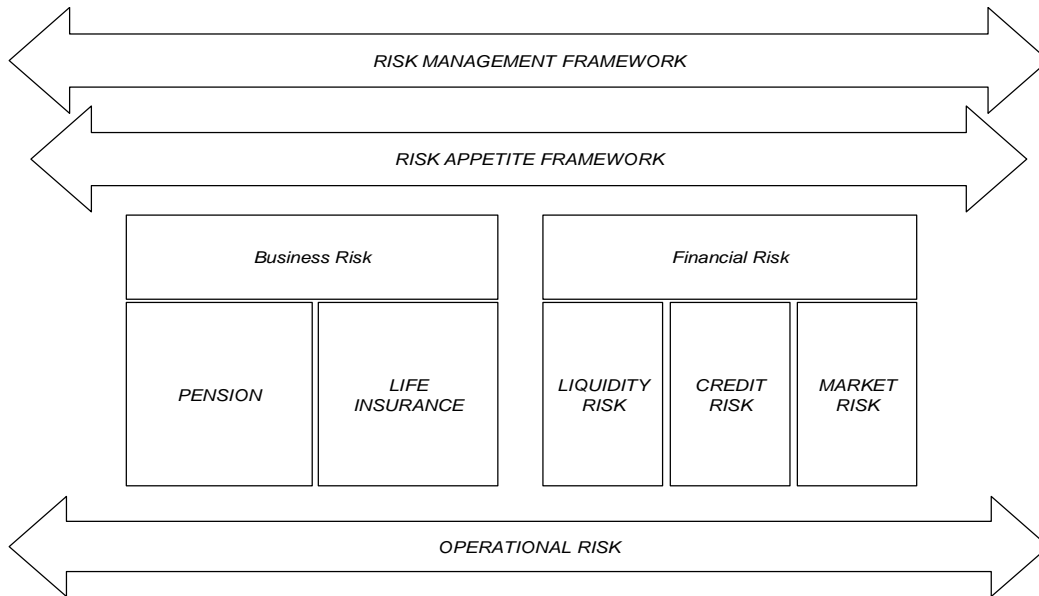 RISK MANAGEMENT FRAMEWORK
RISK APPETITE FRAMEWORK
Business Risk
Financial Risk
PENSION
LIFE
INSURANCE
LIQUIDITY
RISK
CREDIT
RISK
MARKET
RISK
OPERATIONAL RISK